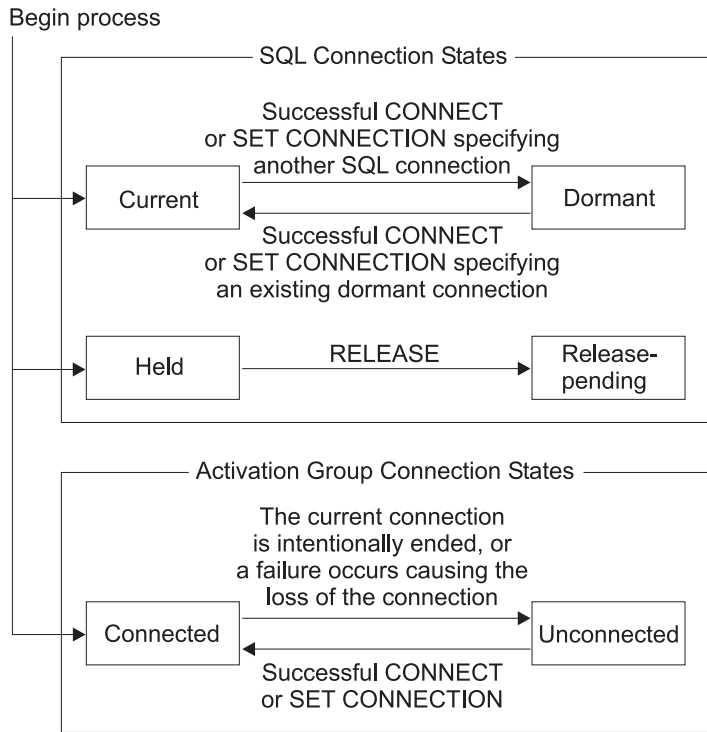 Begin process
SQL Connection States
Successful CONNECT
or SET CONNECTION specifying
another SQL connection
Current
Dormant
Successful CONNECT
or SET CONNECTION specifying
an existing dormant connection
Held
RELEASE
Release-
pending
Activation Group Connection States
The current connection
is intentionally ended, or
a failure occurs causing the
loss of the connection
Connected
Unconnected
Successful CONNECT
or SET CONNECTION